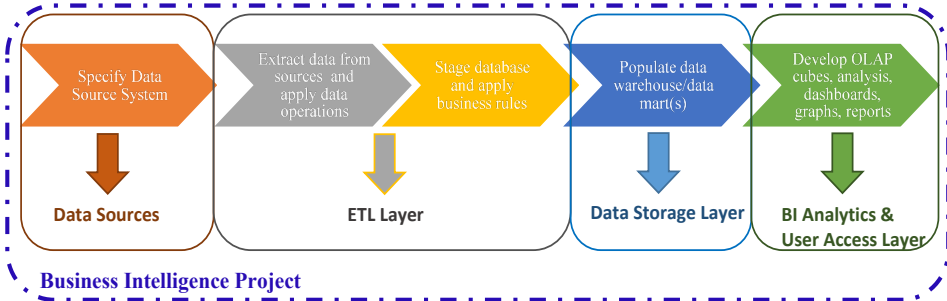 Specify Data
Source System
Extract data from
sources and
apply data
operations
Stage database
and apply
business rules
Populate data
warehouse/data
mart(s)
Develop OLAP
cubes, analysis,
dashboards,
graphs, reports
Data Sources
ETL Layer
Data Storage Layer
BI Analytics &
User Access Layer
Business Intelligence Project